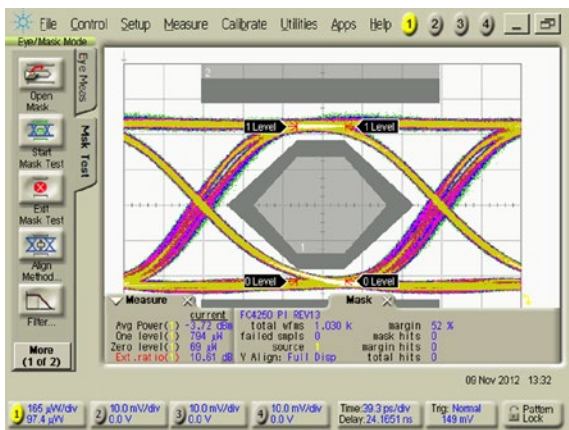 File Control Setup Measure Calibrate Utilities Apps Help 1 2 3 4
Eye/Mask Mode
Eye Meas
Mask Test
Open
Mask...
Start
Mask Test
Exit
Mask Test
Align
Method...
Filter...
More
(1 of 2)
2
1 Level 1 Level
1
0 Level 0 Level
Measure
current
Avg Power(1) -3.72 dBm
One level(1) 794 µW
Zero level(1) 69 µW
Ext.ratio(1) 10.61 dB
Mask
FC4250 PI REV13
total wfms 1.030 k margin 52 %
failed smpls 0 mask hits 0
source 1 margin hits 0
Y Align: Full Disp total hits 0
09 Nov 2012 13:32
1 165 µW/div
97.4 µW
2 10.0 mV/div
0.0 V
3 10.0 mV/div
0.0 V
4 10.0 mV/div
0.0 V
Time:39.3 ps/div
Delay:24.1651 ns
Trig: Normal
149 mV
Pattern
Lock